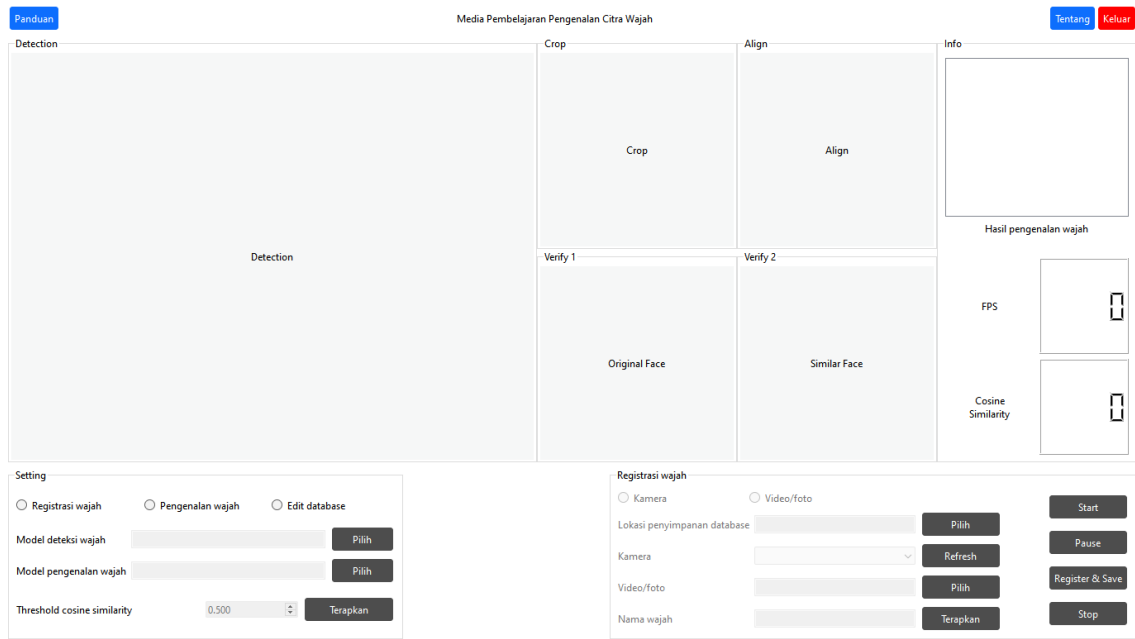 Panduan
Media Pembelajaran Pengenalan Citra Wajah
Tentang
Keluar
Detection
Crop
Align
Info
Crop
Align
Hasil pengenalan wajah
Detection
Verify 1
Verify 2
FPS
0
Original Face
Similar Face
Cosine
Similarity
0
Setting
Registrasi wajah
Pengenalan wajah
Edit database
Model deteksi wajah
Pilih
Model pengenalan wajah
Pilih
Threshold cosine similarity
0.500
Terapkan
Registrasi wajah
Kamera
Video/foto
Lokasi penyimpanan database
Pilih
Kamera
Refresh
Video/foto
Pilih
Nama wajah
Terapkan
Start
Pause
Register & Save
Stop